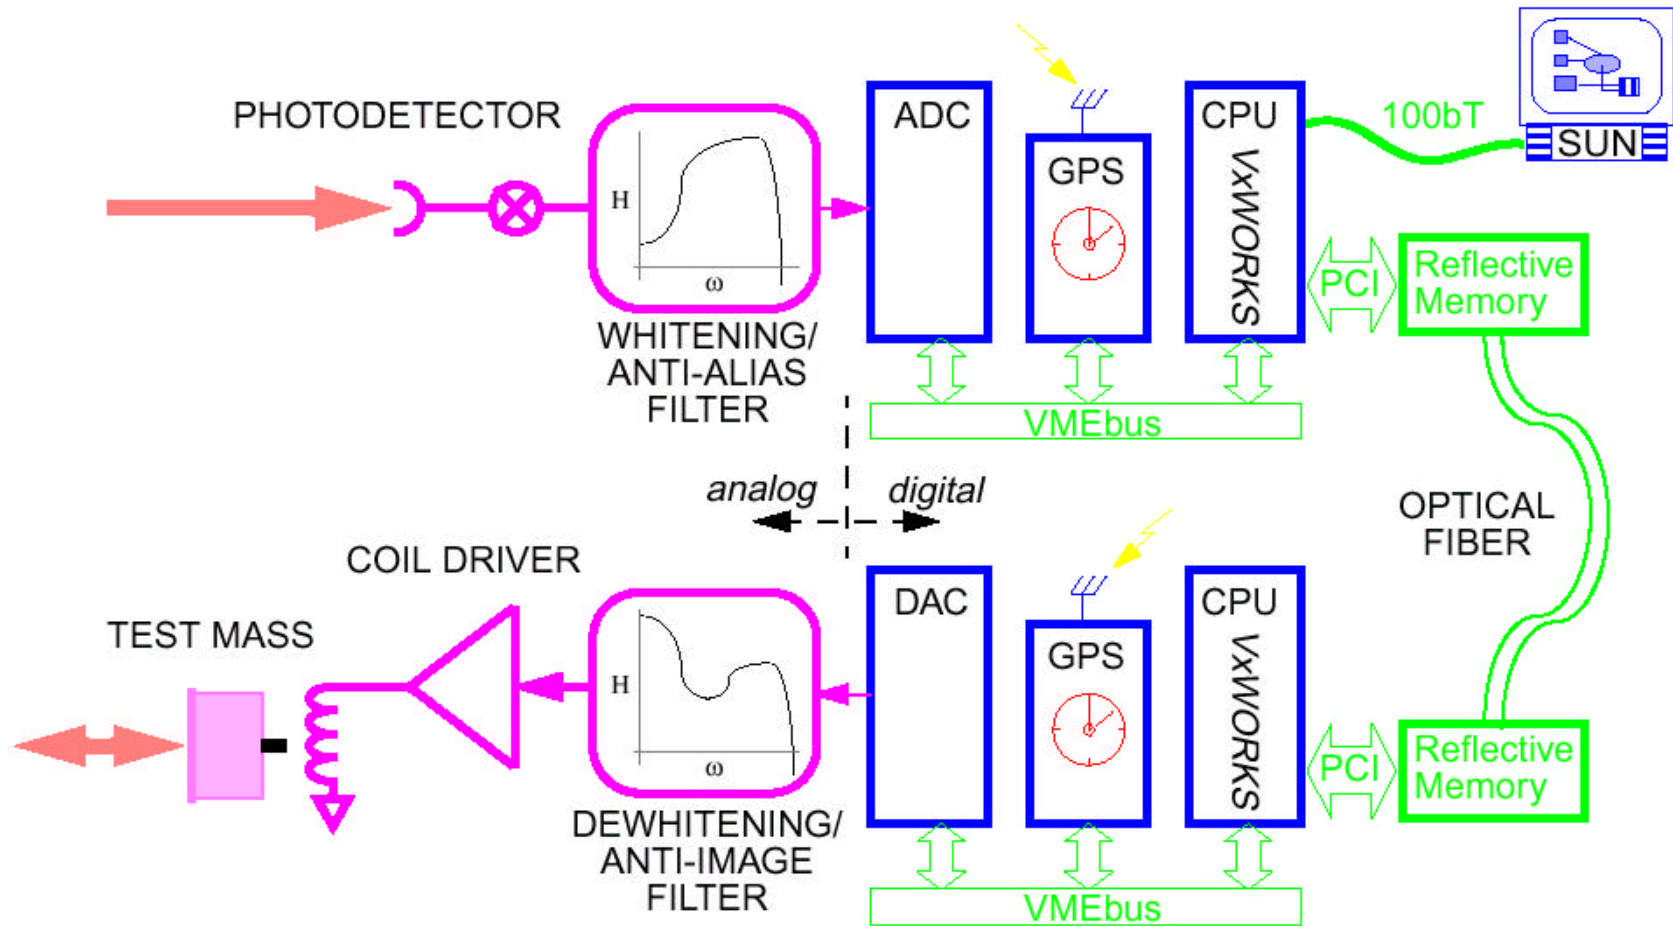 PHOTODETECTOR
H
ω
WHITENING/
ANTI-ALIAS
FILTER
ADC
GPS
CPU
VxWORKS
100bT
SUN
PCI
Reflective
Memory
VMEbus
analog
digital
OPTICAL
FIBER
COIL DRIVER
TEST MASS
H
ω
DEWHITENING/
ANTI-IMAGE
FILTER
DAC
GPS
CPU
VxWORKS
PCI
Reflective
Memory
VMEbus